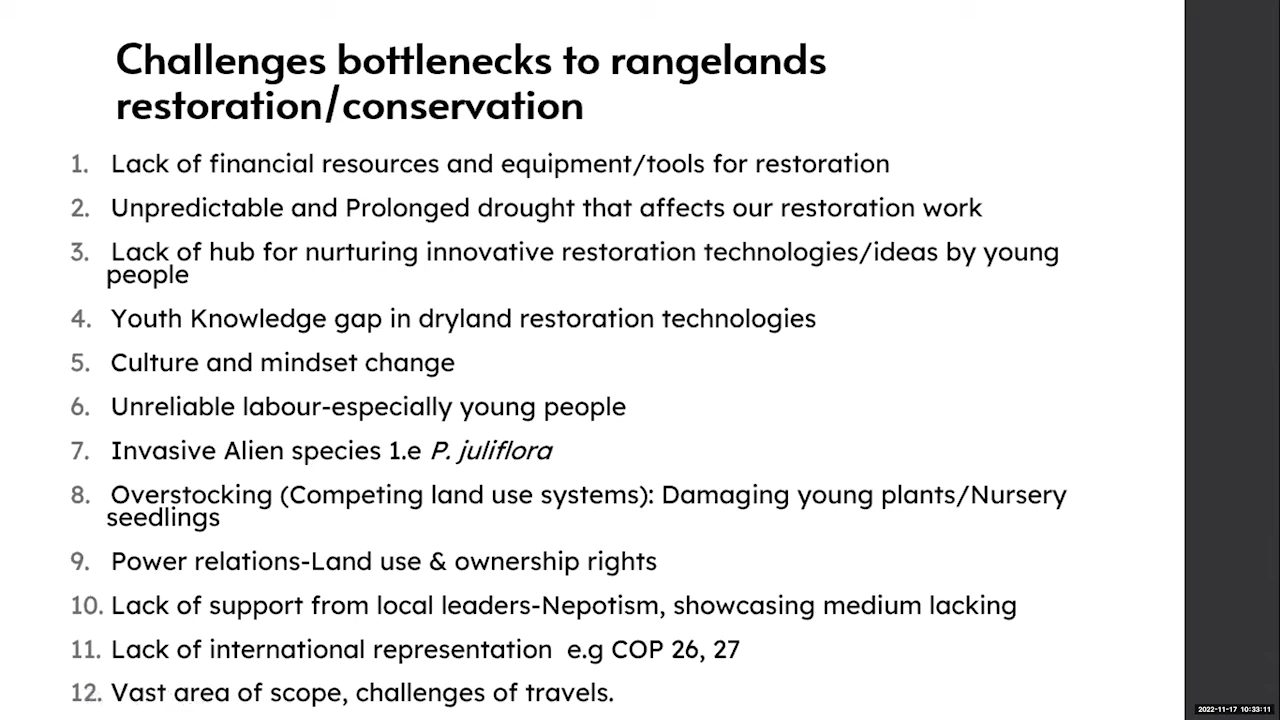 Challenges bottlenecks to rangelands
restoration/conservation
1. Lack of financial resources and equipment/tools for restoration
2. Unpredictable and Prolonged drought that affects our restoration work
3. Lack of hub for nurturing innovative restoration technologies/ideas by young
people
4. Youth Knowledge gap in dryland restoration technologies
5. Culture and mindset change
6. Unreliable labour-especially young people
7. Invasive Alien species 1.e P. juliflora
8. Overstocking (Competing land use systems): Damaging young plants/Nursery
seedlings
9. Power relations-Land use & ownership rights
10. Lack of support from local leaders-Nepotism, showcasing medium lacking
11. Lack of international representation e.g COP 26, 27
12. Vast area of scope, challenges of travels.
2022-11-17 10:33:11